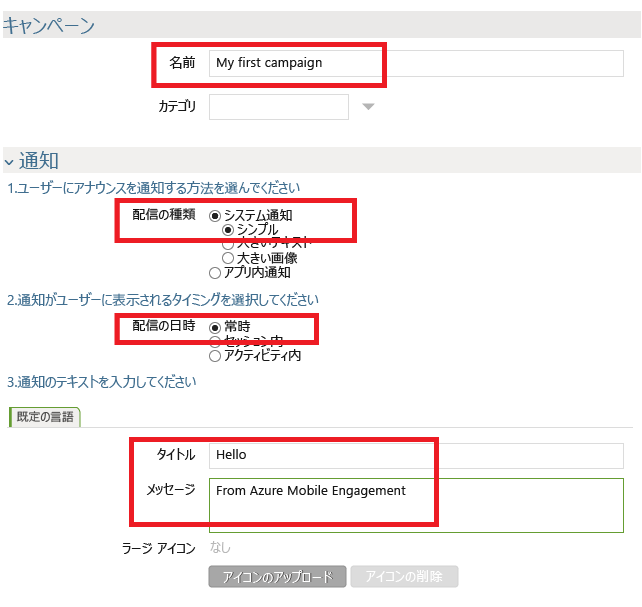 キャンペーン
名前 My first campaign
カテゴリ
通知
1.ユーザーにアナウンスを通知する方法を選んでください
配信の種類 システム通知
シンプル
大きいテキスト
大きい画像
アプリ内通知
2.通知がユーザーに表示されるタイミングを選択してください
配信の日時 常時
セッション内
アクティビティ内
3.通知のテキストを入力してください
既定の言語
タイトル Hello
メッセージ From Azure Mobile Engagement
ラージ アイコン なし
アイコンのアップロード アイコンの削除